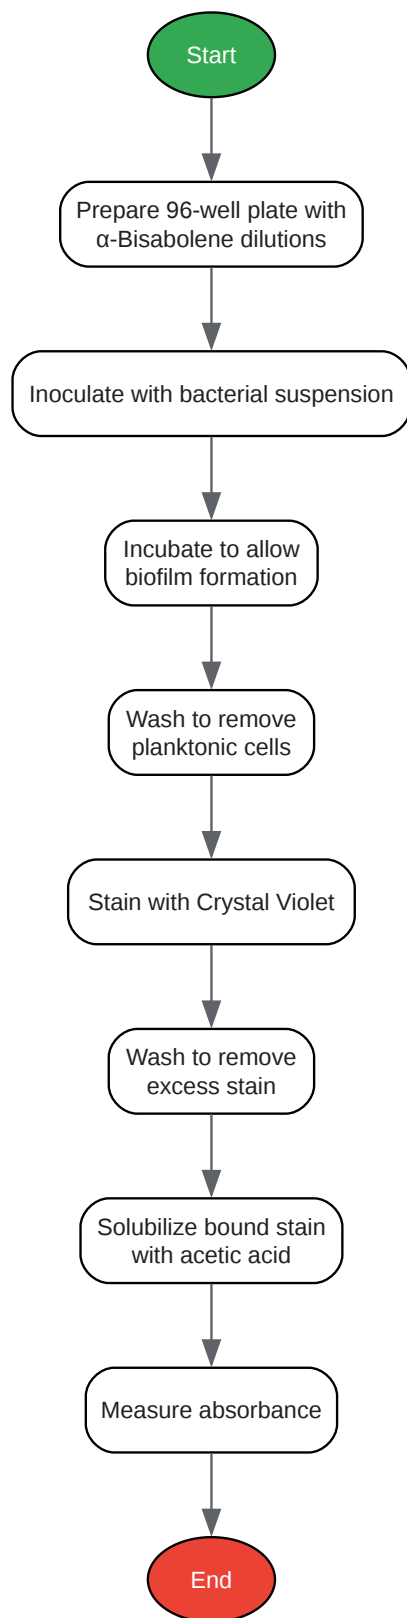 Start
Prepare 96-well plate with
α-Bisabolene dilutions
Inoculate with bacterial suspension
Incubate to allow
biofilm formation
Wash to remove
planktonic cells
Stain with Crystal Violet
Wash to remove
excess stain
Solubilize bound stain
with acetic acid
Measure absorbance
End